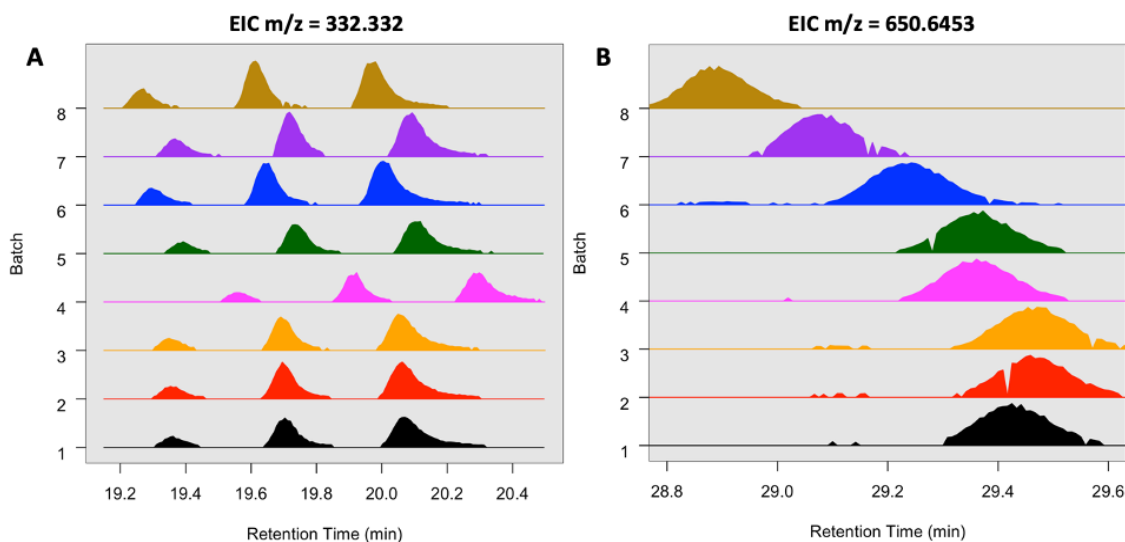 EIC m/z = 332.332
A
8
7
6
5
4
3
2
1
Batch
19.2 19.4 19.6 19.8 20.0 20.2 20.4
Retention Time (min)
EIC m/z = 650.6453
B
8
7
6
5
4
3
2
1
Batch
28.8 29.0 29.2 29.4 29.6
Retention Time (min)